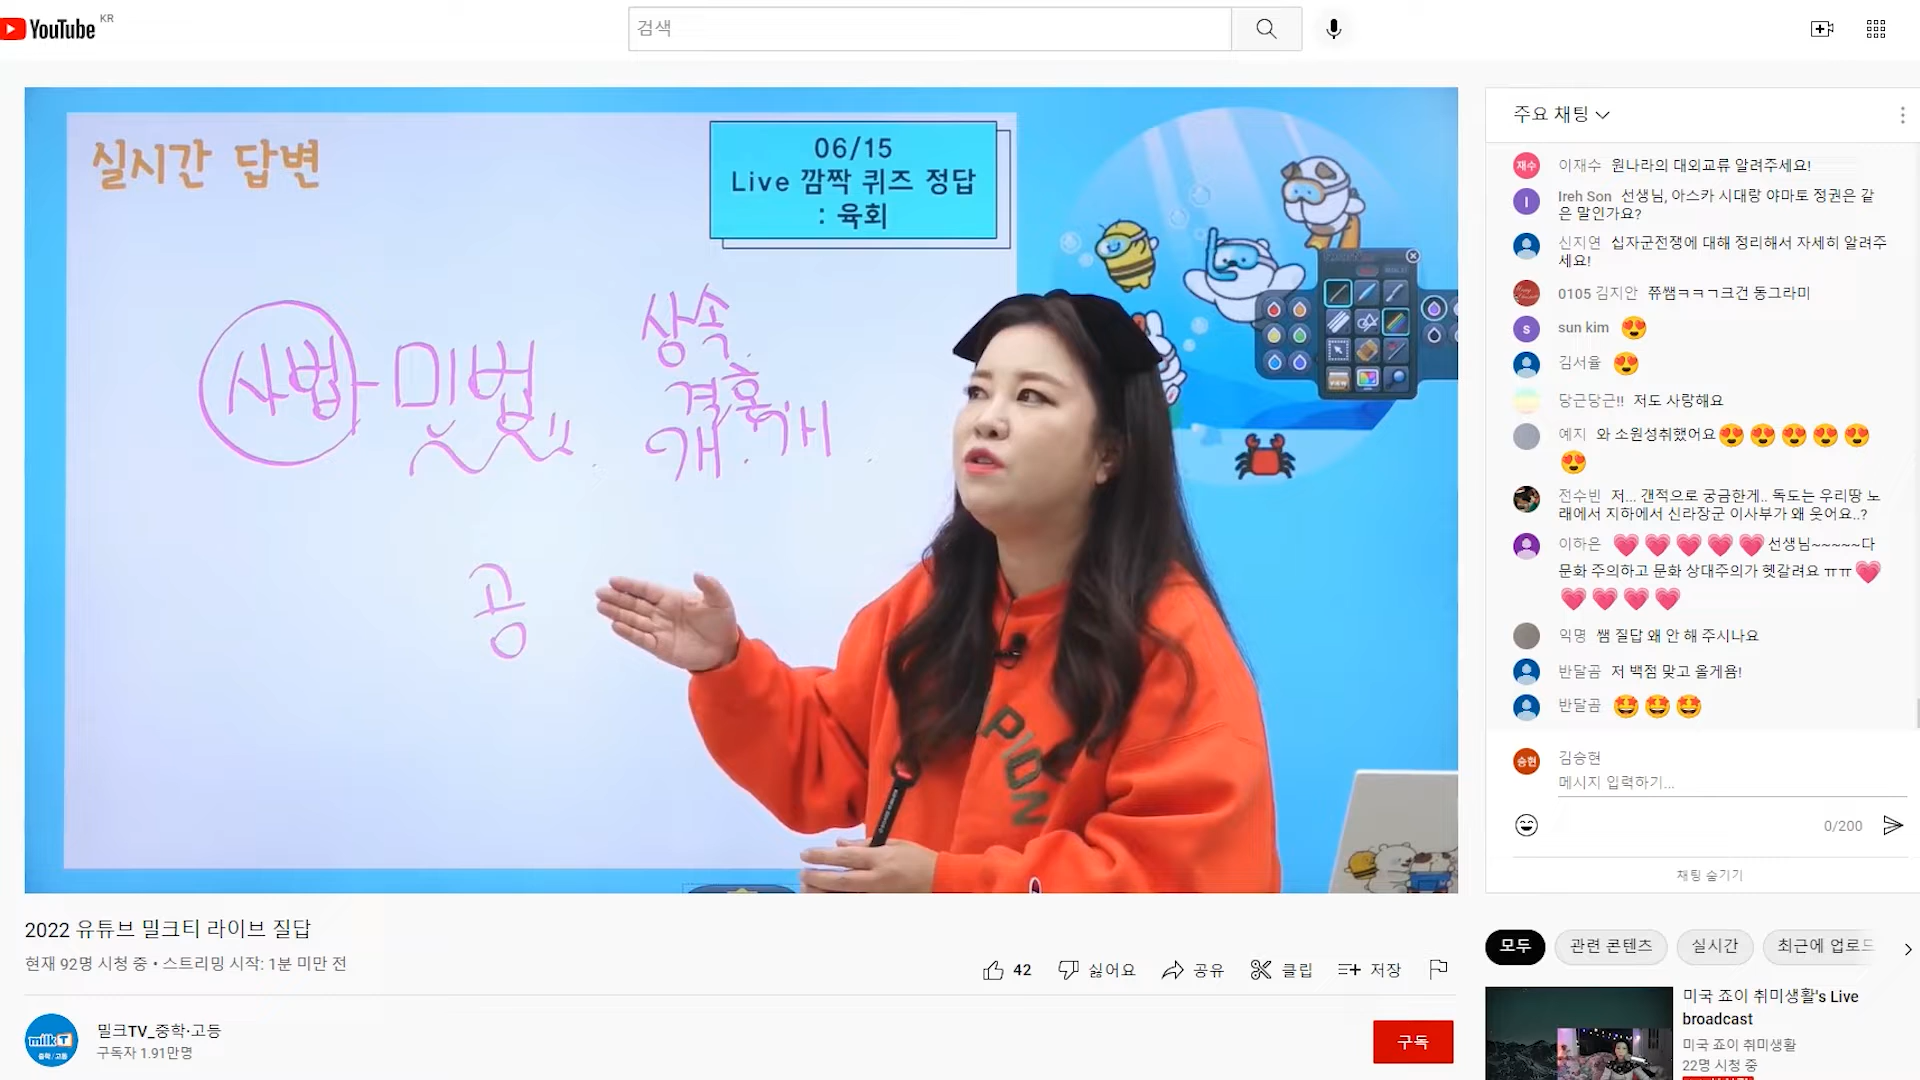 YouTube KR
검색
실시간 답변
06/15
Live 깜짝 퀴즈 정답
: 육회
사법 - 민법
상속
결혼
개 개
공
PION
주요 채팅
재수 이재수 원나라의 대외교류 알려주세요!
I Ireh Son 선생님, 아스카 시대랑 야마토 정권은 같
은 말인가요?
신지연 십자군전쟁에 대해 정리해서 자세히 알려주
세요!
0105 김지안 쮸쌤ㅋㅋㄱ크건 동그라미
s sun kim 😍
김서율 😍
당근당근!! 저도 사랑해요
예지 와 소원성취했어요😍 😍 😍 😍 😍
😍
전수빈 저... 갠적으로 궁금한게.. 독도는 우리땅 노
래에서 지하에서 신라장군 이사부가 왜 웃어요..?
이하은 💗 💗 💗 💗 💗 선생님~~~~~다
문화 주의하고 문화 상대주의가 헷갈려요 ㅠㅠ💗
💗 💗 💗 💗
익명 쌤 질답 왜 안 해 주시나요
반달곰 저 백점 맞고 올게욤!
반달곰 🤩 🤩 🤩
승현 김승현
메시지 입력하기...
0/200
채팅 숨기기
2022 유튜브 밀크티 라이브 질답
현재 92명 시청 중 • 스트리밍 시작: 1분 미만 전
42 싫어요 공유 클립 저장
milk T 중학/고등
밀크TV_중학·고등
구독자 1.91만명
구독
모두 관련 콘텐츠 실시간 최근에 업로드
미국 죠이 취미생활's Live
broadcast
미국 죠이 취미생활
22명 시청 중